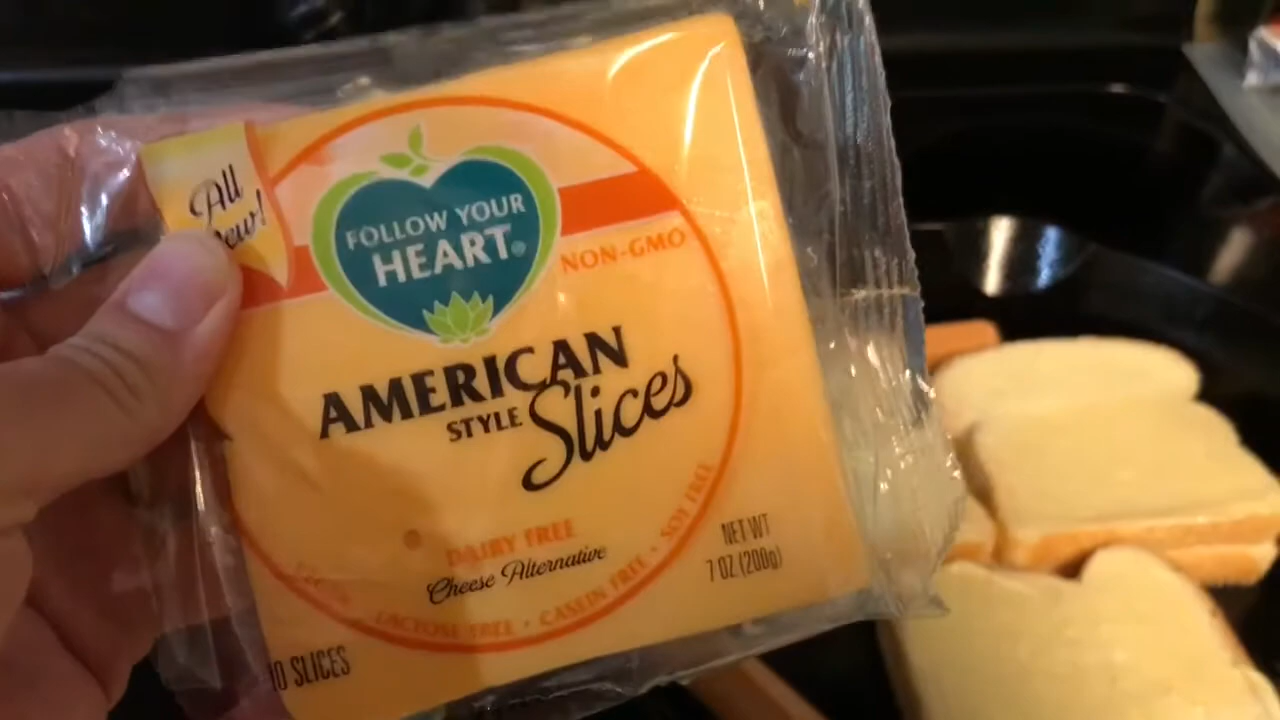 All
FOLLOW YOUR
HEART®
NON-GMO
AMERICAN
STYLE Slices
DAIRY FREE
Cheese Alternative
LACTOSE FREE • CASEIN FREE • SOY FREE
NET WT
7 OZ (200g)
10 SLICES